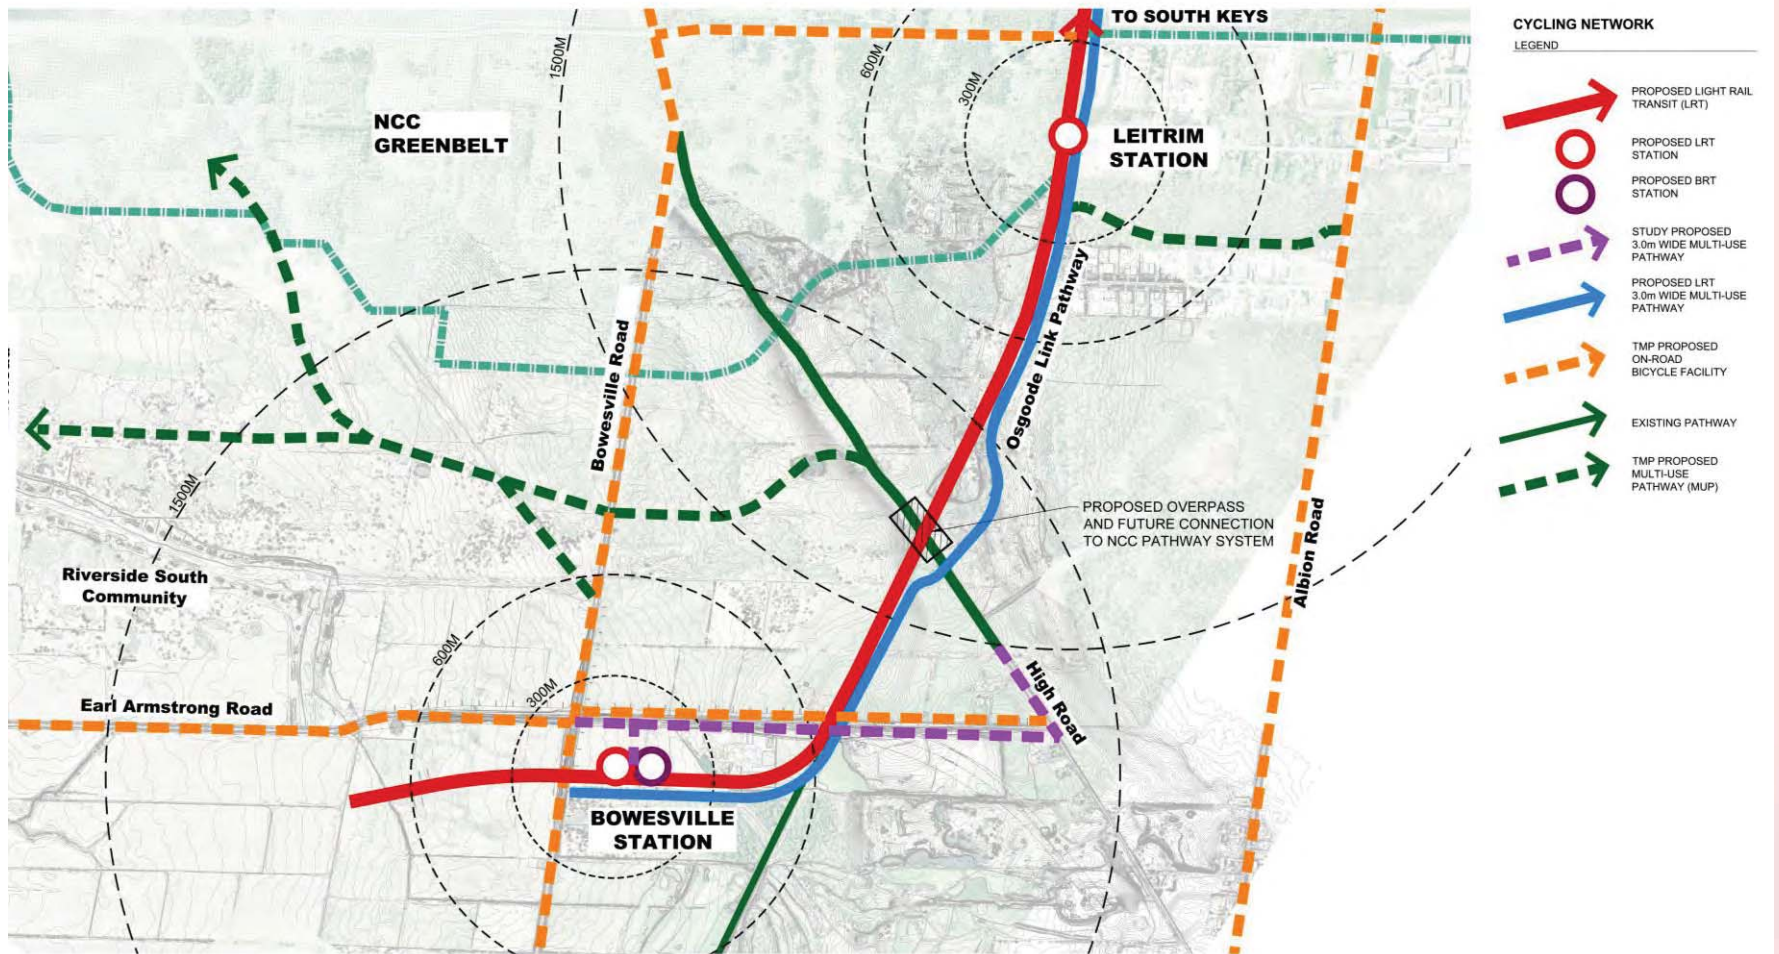 TO SOUTH KEYS
1500M
600M
300M
NCC
GREENBELT
LEITRIM
STATION
Bowesville Road
Osgoode Link Pathway
1500M
PROPOSED OVERPASS
AND FUTURE CONNECTION
TO NCC PATHWAY SYSTEM
Albion Road
Riverside South
Community
600M
300M
High Road
Earl Armstrong Road
BOWESVILLE
STATION
CYCLING NETWORK
LEGEND
PROPOSED LIGHT RAIL
TRANSIT (LRT)
PROPOSED LRT
STATION
PROPOSED BRT
STATION
STUDY PROPOSED
3.0m WIDE MULTI-USE
PATHWAY
PROPOSED LRT
3.0m WIDE MULTI-USE
PATHWAY
TMP PROPOSED
ON-ROAD
BICYCLE FACILITY
EXISTING PATHWAY
TMP PROPOSED
MULTI-USE
PATHWAY (MUP)